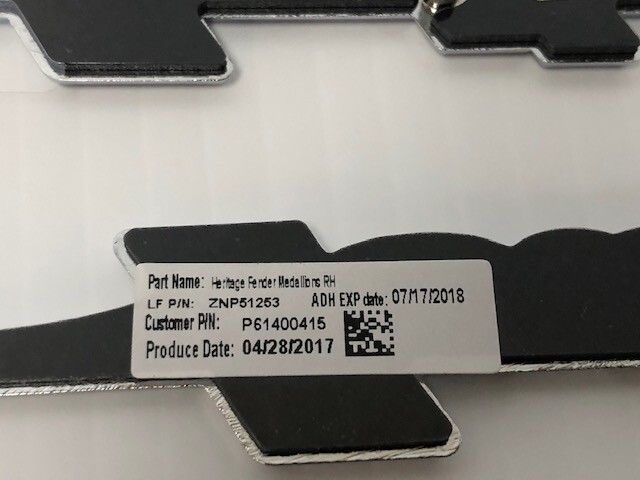 Part Name: Heritage Fender Medallions RH
LF P/N: ZNP51253 ADH EXP date: 07/17/2018
Customer P/N: P61400415
Produce Date: 04/28/2017